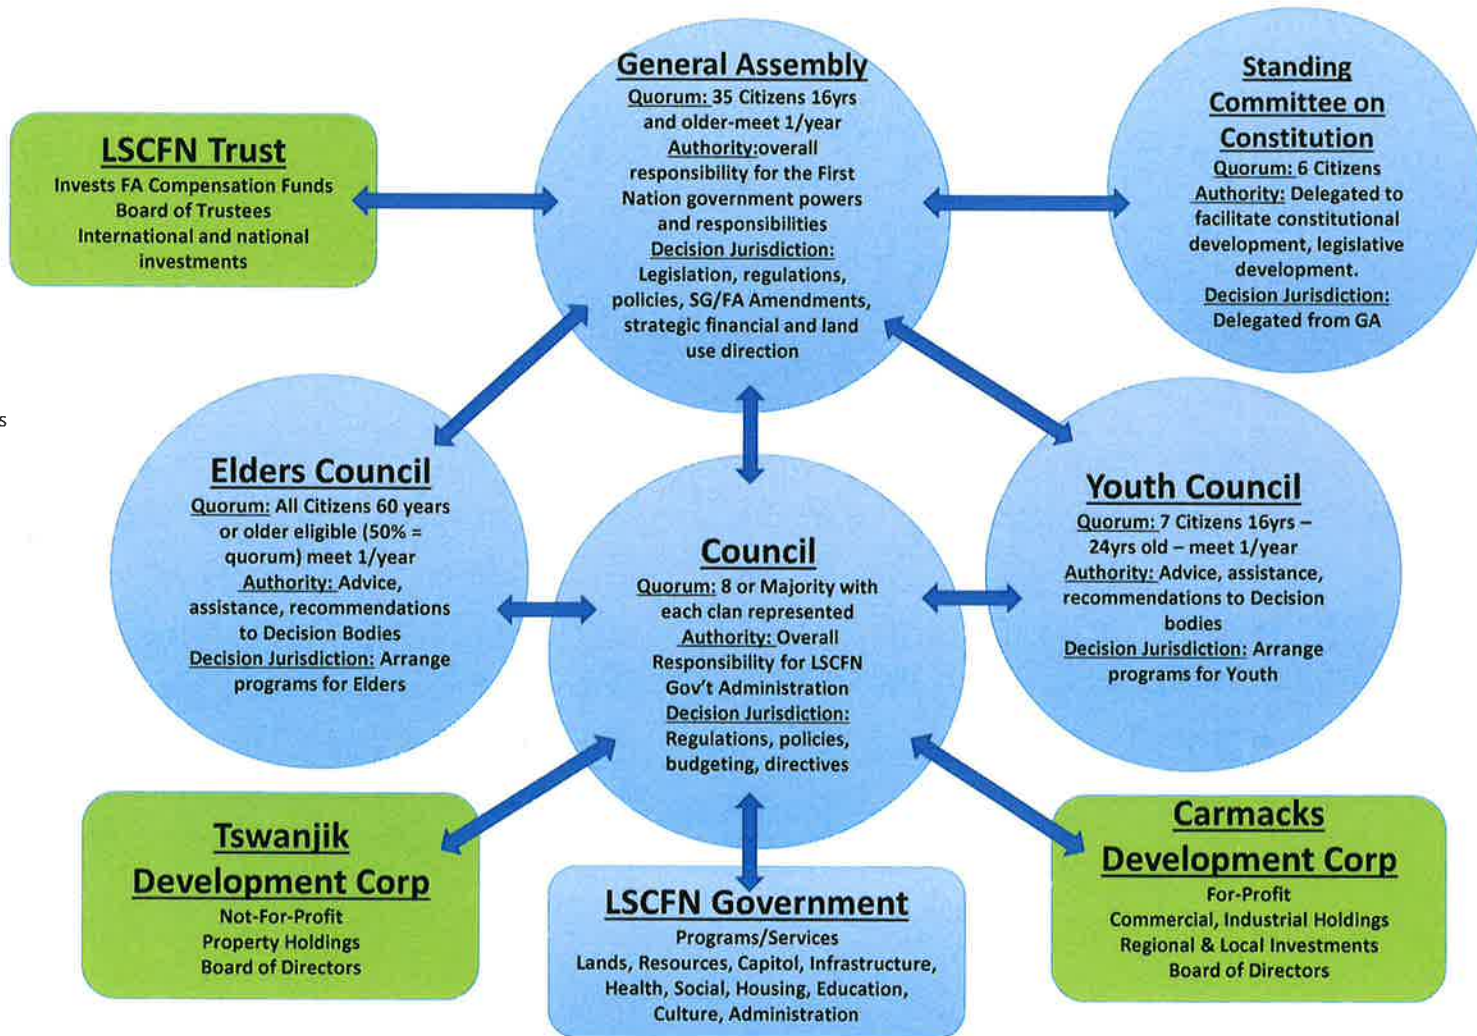 General Assembly
Quorum: 35 Citizens 16yrs
and older-meet 1/year
Authority:overall
responsibility for the First
Nation government powers
and responsibilities
Decision Jurisdiction:
Legislation, regulations,
policies, SG/FA Amendments,
strategic financial and land
use direction
Standing
Committee on
Constitution
Quorum: 6 Citizens
Authority: Delegated to
facilitate constitutional
development, legislative
development.
Decision Jurisdiction:
Delegated from GA
LSCFN Trust
Invests FA Compensation Funds
Board of Trustees
International and national
investments
s
Elders Council
Quorum: All Citizens 60 years
or older eligible (50% =
quorum) meet 1/year
Authority: Advice,
assistance, recommendations
to Decision Bodies
Decision Jurisdiction: Arrange
programs for Elders
Council
Quorum: 8 or Majority with
each clan represented
Authority: Overall
Responsibility for LSCFN
Gov't Administration
Decision Jurisdiction:
Regulations, policies,
budgeting, directives
Youth Council
Quorum: 7 Citizens 16yrs –
24yrs old – meet 1/year
Authority: Advice, assistance,
recommendations to Decision
bodies
Decision Jurisdiction: Arrange
programs for Youth
Tswanjik
Development Corp
Not-For-Profit
Property Holdings
Board of Directors
LSCFN Government
Programs/Services
Lands, Resources, Capitol, Infrastructure,
Health, Social, Housing, Education,
Culture, Administration
Carmacks
Development Corp
For-Profit
Commercial, Industrial Holdings
Regional & Local Investments
Board of Directors